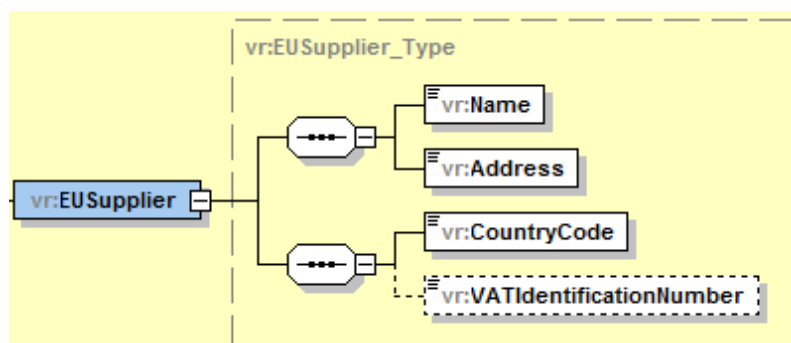 vr:EUSupplier_Type
vr:Name
vr:Address
vr:EUSupplier
vr:CountryCode
vr:VATIdentificationNumber